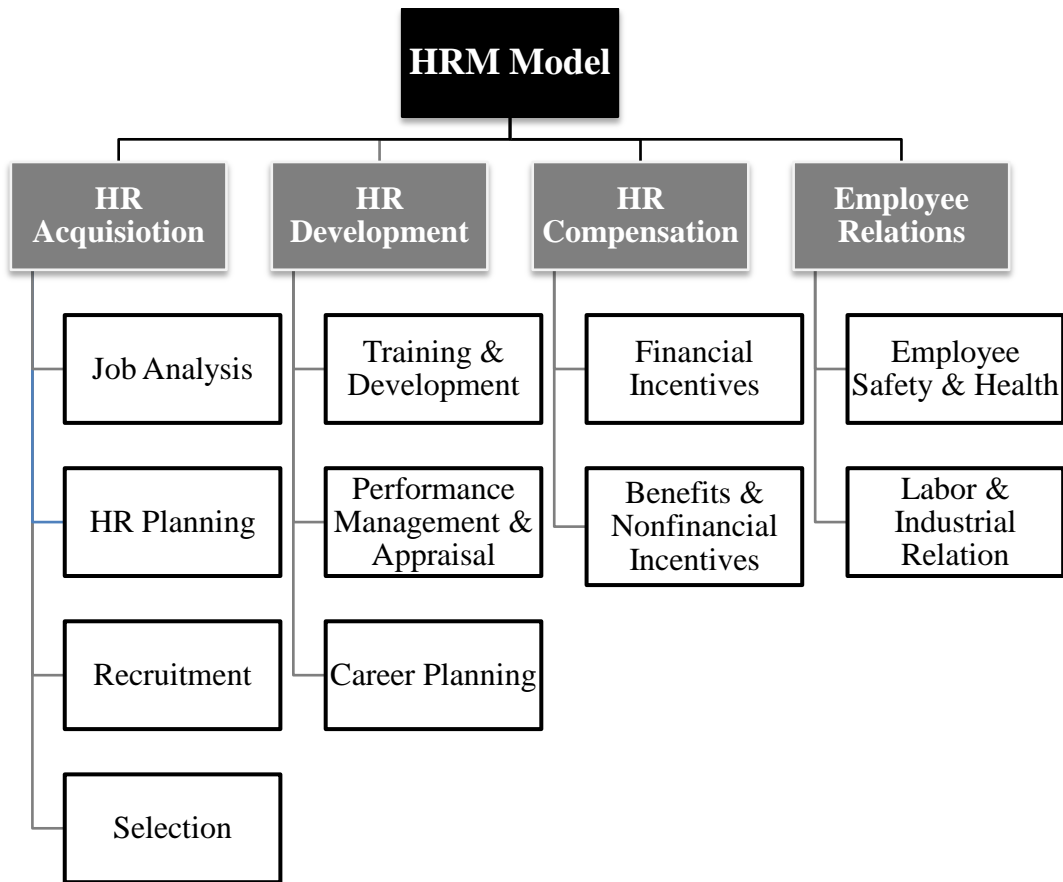 HRM Model
HR
Acquisiotion
HR
Development
HR
Compensation
Employee
Relations
Job Analysis
HR Planning
Recruitment
Selection
Training &
Development
Performance
Management &
Appraisal
Career Planning
Financial
Incentives
Benefits &
Nonfinancial
Incentives
Employee
Safety & Health
Labor &
Industrial
Relation